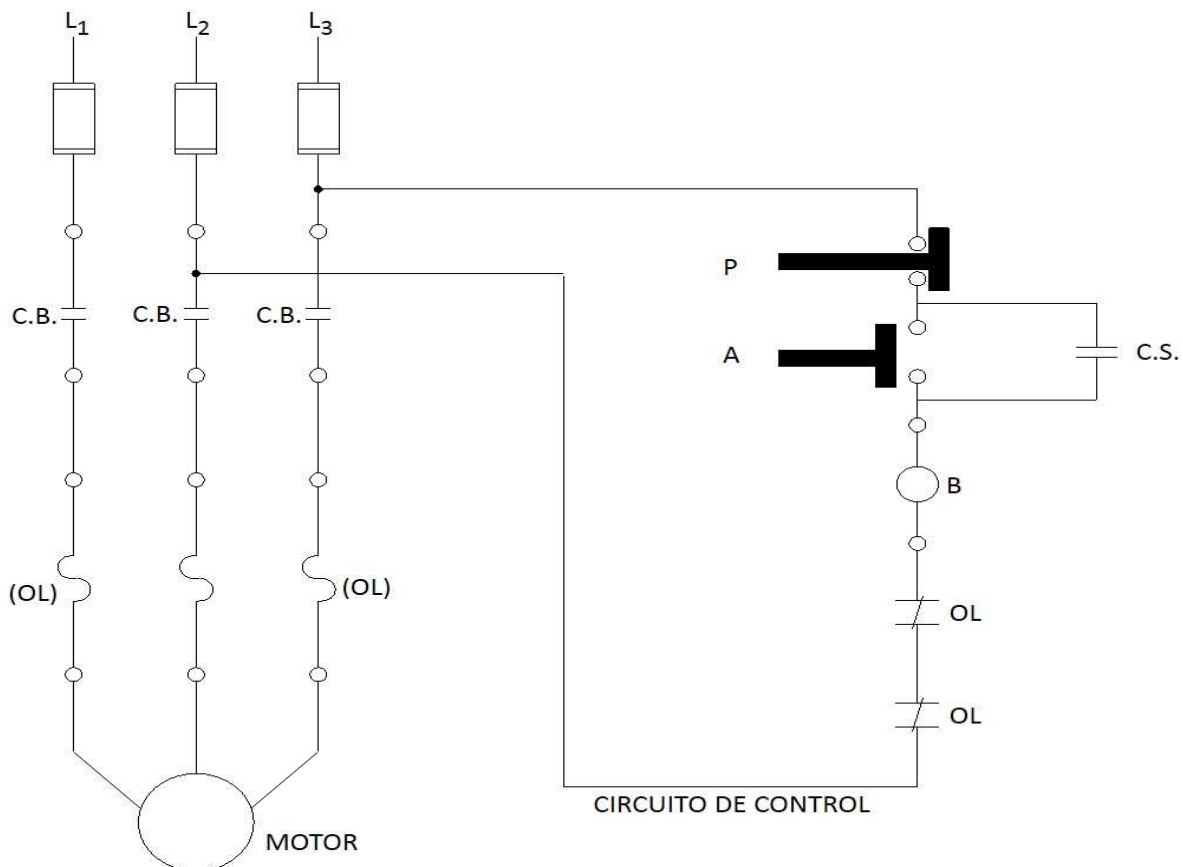 L1
L2
L3
P
C.B.
C.B.
C.B.
A
C.S.
B
(OL)
(OL)
OL
OL
CIRCUITO DE CONTROL
MOTOR